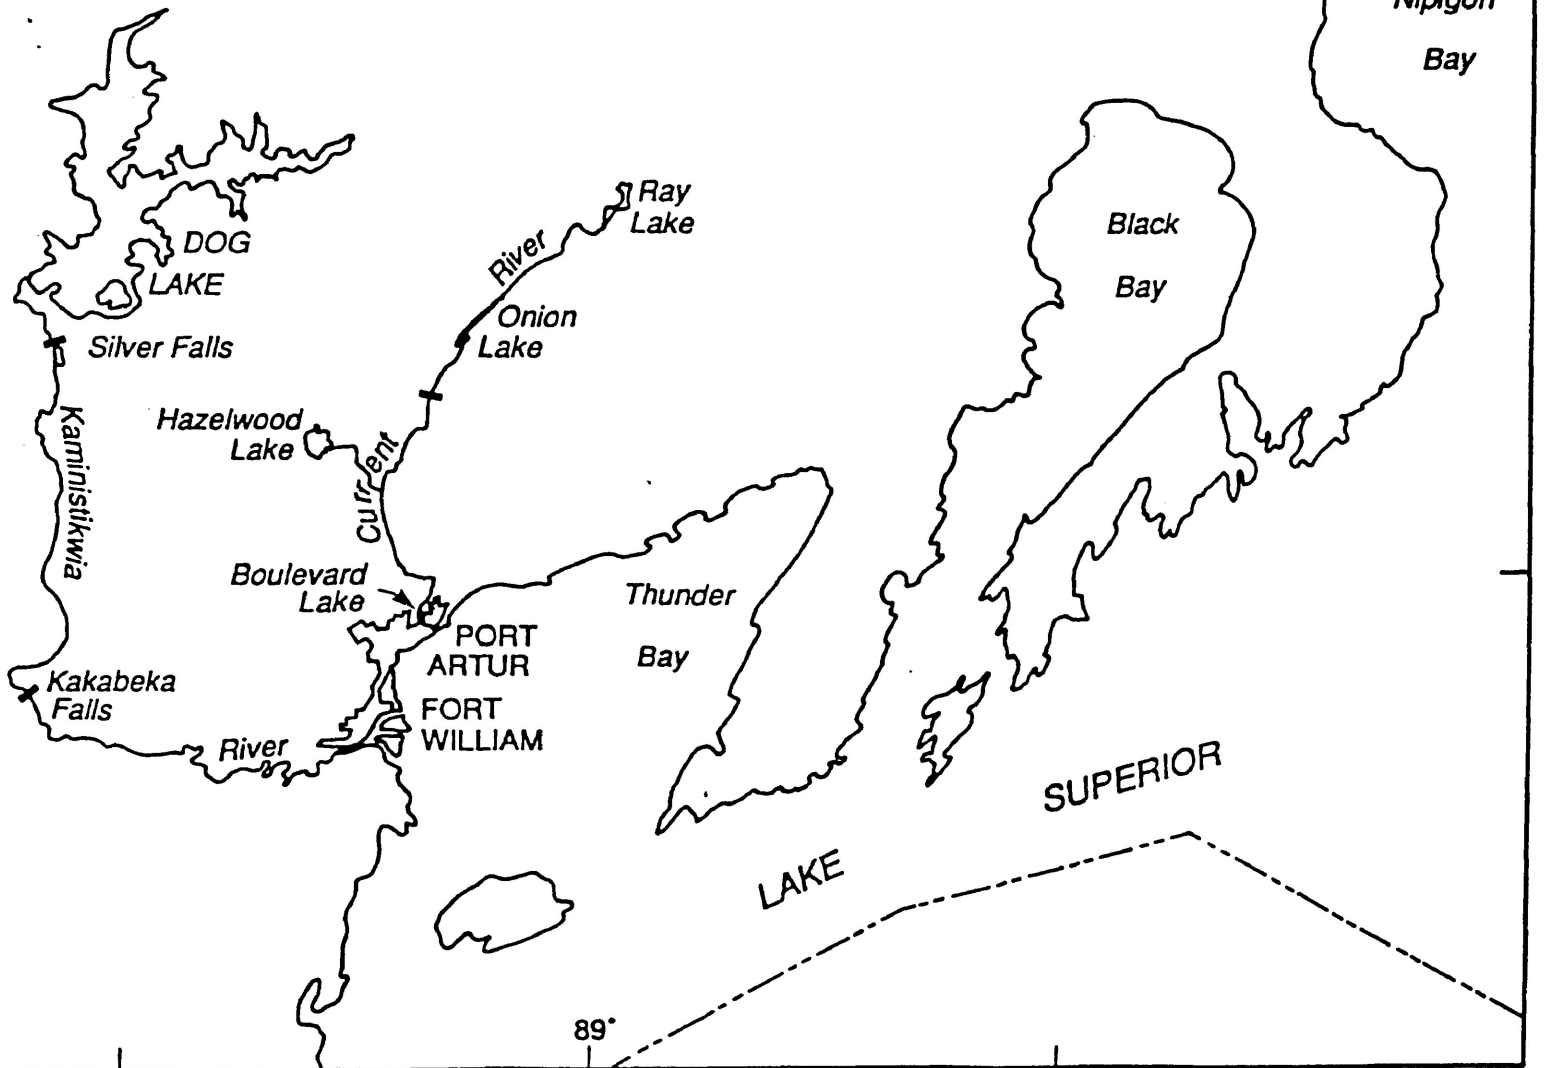 Nipigon
Bay
Ray
Lake
River
Black
Bay
DOG
LAKE
Onion
Lake
Silver Falls
Hazelwood
Lake
Current
Kaministikwia
Boulevard
Lake
Thunder
Bay
PORT
ARTUR
Kakabeka
Falls
FORT
WILLIAM
River
SUPERIOR
LAKE
89°